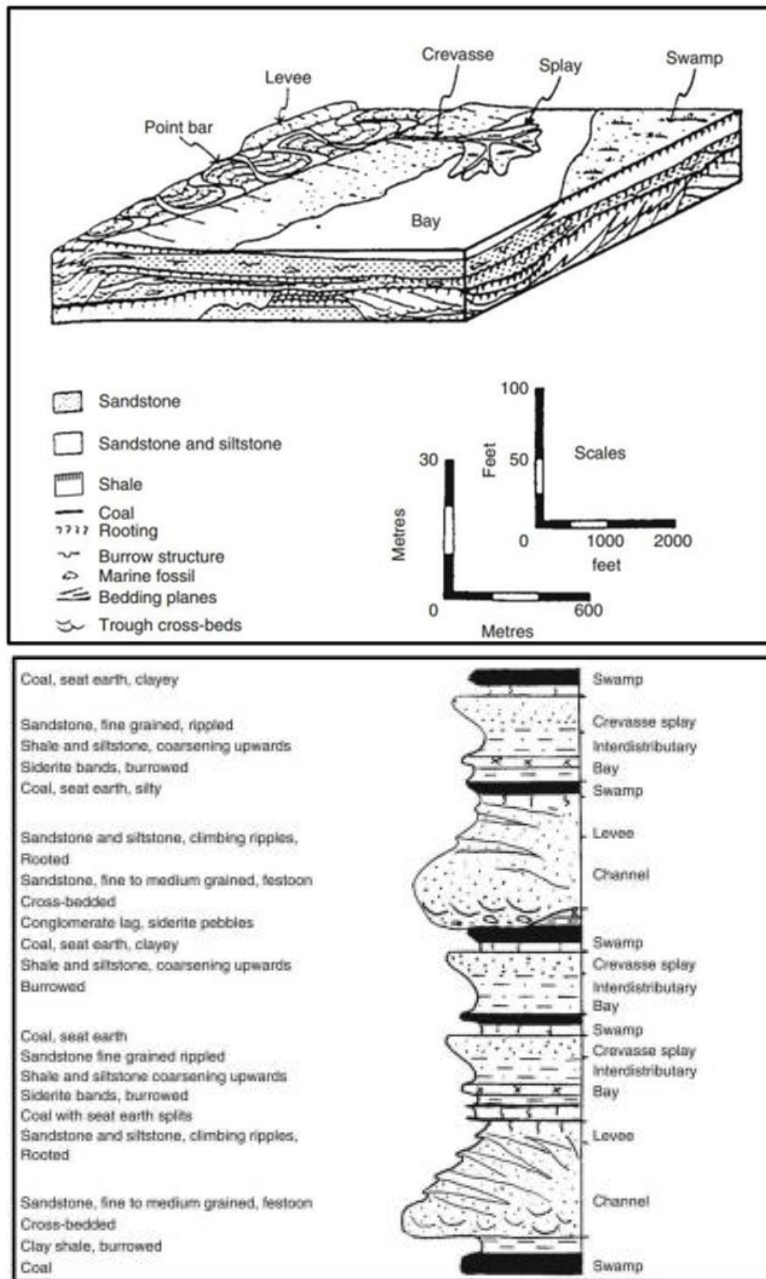 Levee
Crevasse
Splay
Swamp
Point bar
Bay
Sandstone
Sandstone and siltstone
Shale
Coal
Rooting
Burrow structure
Marine fossil
Bedding planes
Trough cross-beds
30
Metres
0
600
Metres
100
Feet
50
Scales
0
1000
2000
feet
Coal, seat earth, clayey
Sandstone, fine grained, rippled
Shale and siltstone, coarsening upwards
Siderite bands, burrowed
Coal, seat earth, silty
Sandstone and siltstone, climbing ripples,
Rooted
Sandstone, fine to medium grained, festoon
Cross-bedded
Conglomerate lag, siderite pebbles
Coal, seat earth, clayey
Shale and siltstone, coarsening upwards
Burrowed
Coal, seat earth
Sandstone fine grained rippled
Shale and siltstone coarsening upwards
Siderite bands, burrowed
Coal with seat earth splits
Sandstone and siltstone, climbing ripples,
Rooted
Sandstone, fine to medium grained, festoon
Cross-bedded
Clay shale, burrowed
Coal
Swamp
Crevasse splay
Interdistributary
Bay
Swamp
Levee
Channel
Swamp
Crevasse splay
Interdistributary
Bay
Swamp
Crevasse splay
Interdistributary
Bay
Levee
Channel
Swamp